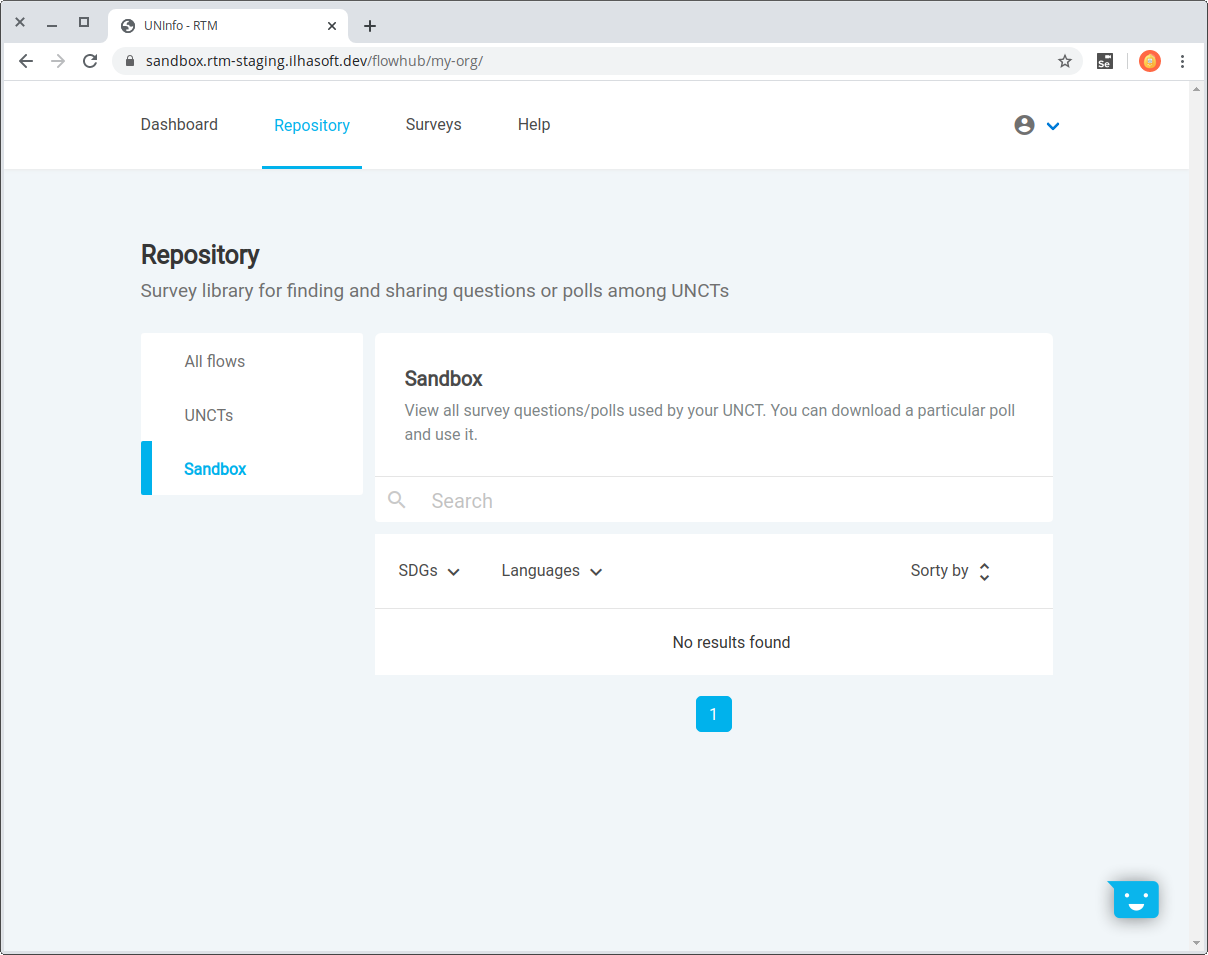 UNInfo - RTM
sandbox.rtm-staging.ilhasoft.dev/flowhub/my-org/
Se
Dashboard
Repository
Surveys
Help
Repository
Survey library for finding and sharing questions or polls among UNCTs
All flows
UNCTs
Sandbox
Sandbox
View all survey questions/polls used by your UNCT. You can download a particular poll
and use it.
Search
SDGs
Languages
Sorty by
No results found
1